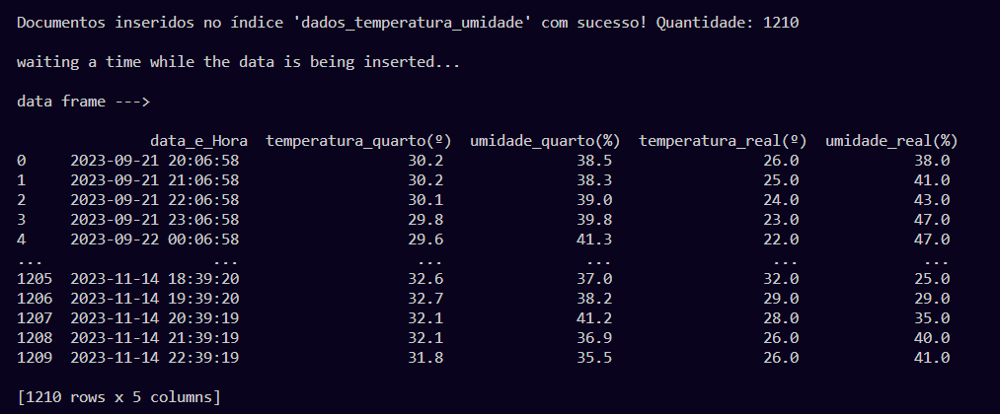 Documentos inseridos no índice 'dados_temperatura_umidade' com sucesso! Quantidade: 1210
waiting a time while the data is being inserted...
data frame --->
data_e_Hora temperatura_quarto(º) umidade_quarto(%) temperatura_real(º) umidade_real(%)
0 2023-09-21 20:06:58 30.2 38.5 26.0 38.0
1 2023-09-21 21:06:58 30.2 38.3 25.0 41.0
2 2023-09-21 22:06:58 30.1 39.0 24.0 43.0
3 2023-09-21 23:06:58 29.8 39.8 23.0 47.0
4 2023-09-22 00:06:58 29.6 41.3 22.0 47.0
... ... ... ... ... ...
1205 2023-11-14 18:39:20 32.6 37.0 32.0 25.0
1206 2023-11-14 19:39:20 32.7 38.2 29.0 29.0
1207 2023-11-14 20:39:19 32.1 41.2 28.0 35.0
1208 2023-11-14 21:39:19 32.1 36.9 26.0 40.0
1209 2023-11-14 22:39:19 31.8 35.5 26.0 41.0
[1210 rows x 5 columns]